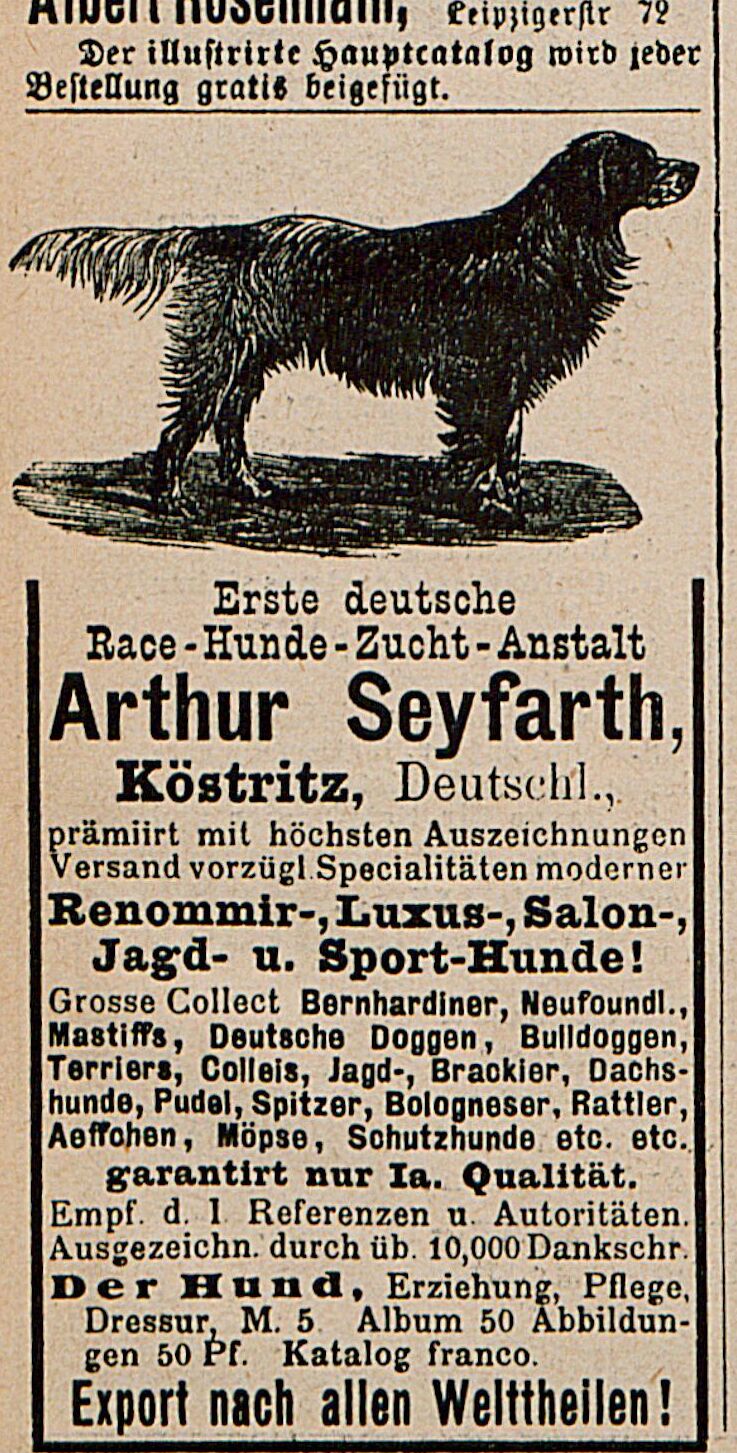 Albert Rosenhain, Leipzigerstr 72
Der illustrirte Hauptcatalog wird jeder
Bestellung gratis beigefügt.
Erste deutsche
Race-Hunde-Zucht-Anstalt
Arthur Seyfarth,
Köstritz, Deutschl.,
prämiirt mit höchsten Auszeichnungen
Versand vorzügl. Specialitäten moderner
Renommir-, Luxus-, Salon-,
Jagd- u. Sport-Hunde!
Grosse Collect Bernhardiner, Neufoundl.,
Mastiffs, Deutsche Doggen, Bulldoggen,
Terriers, Colleis, Jagd-, Brackier, Dachs-
hunde, Pudel, Spitzer, Bologneser, Rattler,
Aeffchen, Möpse, Schutzhunde etc. etc.
garantirt nur Ia. Qualität.
Empf. d. l. Referenzen u. Autoritäten.
Ausgezeichn. durch üb. 10,000 Dankschr.
Der Hund, Erziehung, Pflege,
Dressur, M. 5 Album 50 Abbildun-
gen 50 Pf. Katalog franco.
Export nach allen Welttheilen!